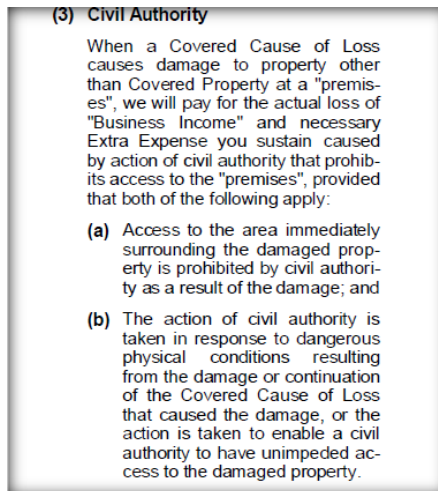 (3) Civil Authority
When a Covered Cause of Loss
causes damage to property other
than Covered Property at a "premis-
es", we will pay for the actual loss of
"Business Income" and necessary
Extra Expense you sustain caused
by action of civil authority that prohib-
its access to the "premises", provided
that both of the following apply:
(a) Access to the area immediately
surrounding the damaged prop-
erty is prohibited by civil authori-
ty as a result of the damage; and
(b) The action of civil authority is
taken in response to dangerous
physical conditions resulting
from the damage or continuation
of the Covered Cause of Loss
that caused the damage, or the
action is taken to enable a civil
authority to have unimpeded ac-
cess to the damaged property.